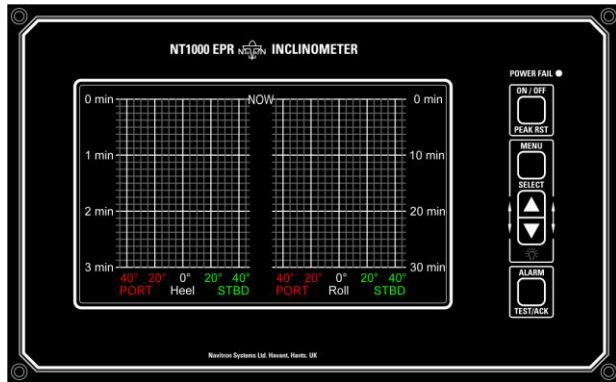 NT1000 EPR INCLINOMETER
POWER FAIL
ON / OFF
PEAK RST
MENU
SELECT
ALARM
TEST/ACK
NOW
0 min 0 min
1 min 10 min
2 min 20 min
3 min 30 min
40° 20° 0° 20° 40° 40° 20° 0° 20° 40°
PORT Heel STBD PORT Roll STBD
Navitron Systems Ltd. Havant, Hants. UK